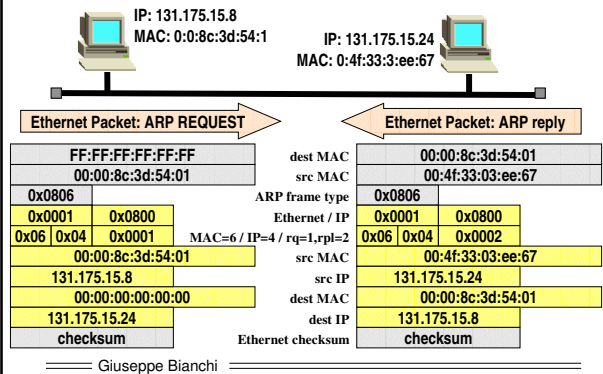 IP: 131.175.15.8
MAC: 0:0:8c:3d:54:1
IP: 131.175.15.24
MAC: 0:4f:33:3:ee:67
Ethernet Packet: ARP REQUEST
Ethernet Packet: ARP reply
FF:FF:FF:FF:FF:FF dest MAC 00:00:8c:3d:54:01
00:00:8c:3d:54:01 src MAC 00:4f:33:03:ee:67
0x0806 ARP frame type 0x0806
0x0001 0x0800 Ethernet / IP 0x0001 0x0800
0x06 0x04 0x0001 MAC=6 / IP=4 / rq=1,rpl=2 0x06 0x04 0x0002
00:00:8c:3d:54:01 src MAC 00:4f:33:03:ee:67
131.175.15.8 src IP 131.175.15.24
00:00:00:00:00:00 dest MAC 00:00:8c:3d:54:01
131.175.15.24 dest IP 131.175.15.8
checksum Ethernet checksum checksum
Giuseppe Bianchi